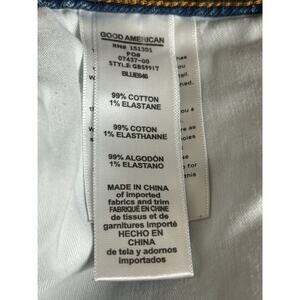 GOOD AMERICAN
RN# 151301
PO#
07437-00
STYLE: GBS991T
BLUE846
99% COTTON
1% ELASTANE
99% COTON
1% ELASTHANNE
99% ALGODÓN
1% ELASTANO
MADE IN CHINA
of imported
fabrics and trim
FABRIQUÉ EN CHINE
de tissus et de
garnitures importé
HECHO EN
CHINA
de tela y adornos
importados